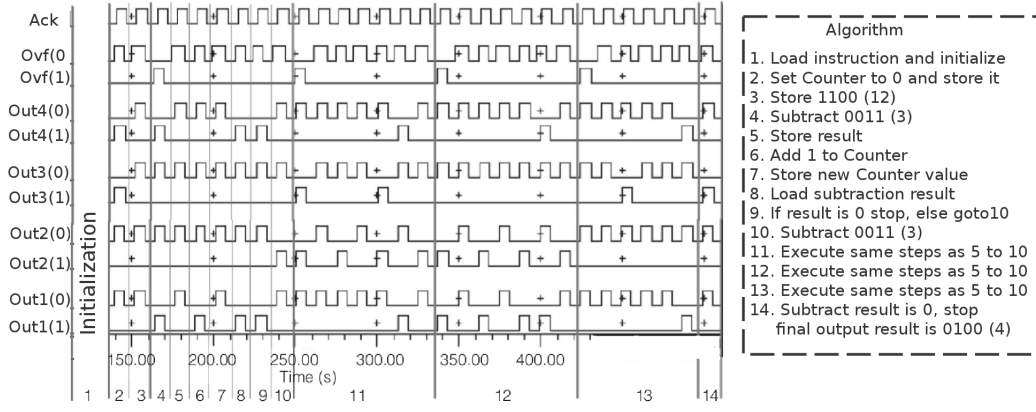 Ack
Ovf(0
Ovf(1)
Out4(0)
Out4(1)
Out3(0)
Out3(1)
Out2(0)
Out2(1)
Out1(0)
Out1(1)
Initialization
150.00 200.00 250.00 300.00 350.00 400.00
Time (s)
1 2 3 4 5 6 7 8 9 10 11 12 13 14
Algorithm
1. Load instruction and initialize
2. Set Counter to 0 and store it
3. Store 1100 (12)
4. Subtract 0011 (3)
5. Store result
6. Add 1 to Counter
7. Store new Counter value
8. Load subtraction result
9. If result is 0 stop, else goto10
10. Subtract 0011 (3)
11. Execute same steps as 5 to 10
12. Execute same steps as 5 to 10
13. Execute same steps as 5 to 10
14. Subtract result is 0, stop
final output result is 0100 (4)